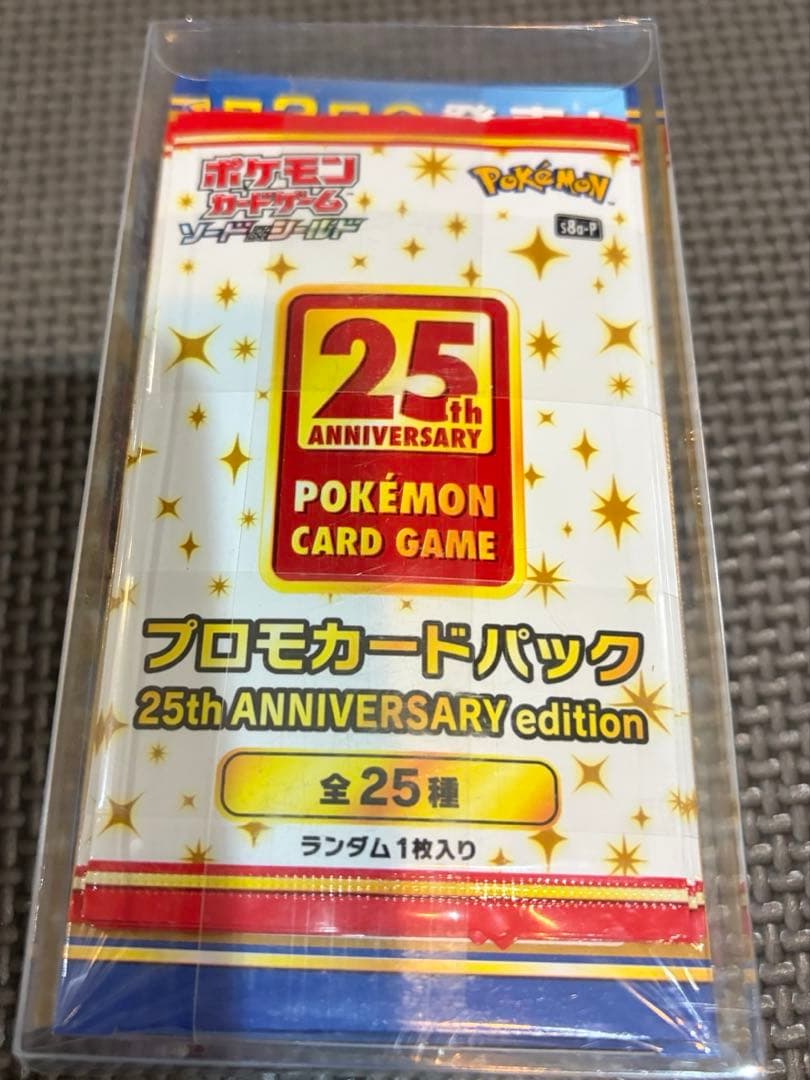 ポケモン
カードゲーム
ソード&シールド
POKÉMON
s8a-P
25th
ANNIVERSARY
POKÉMON
CARD GAME
プロモカードパック
25th ANNIVERSARY edition
全25種
ランダム1枚入り